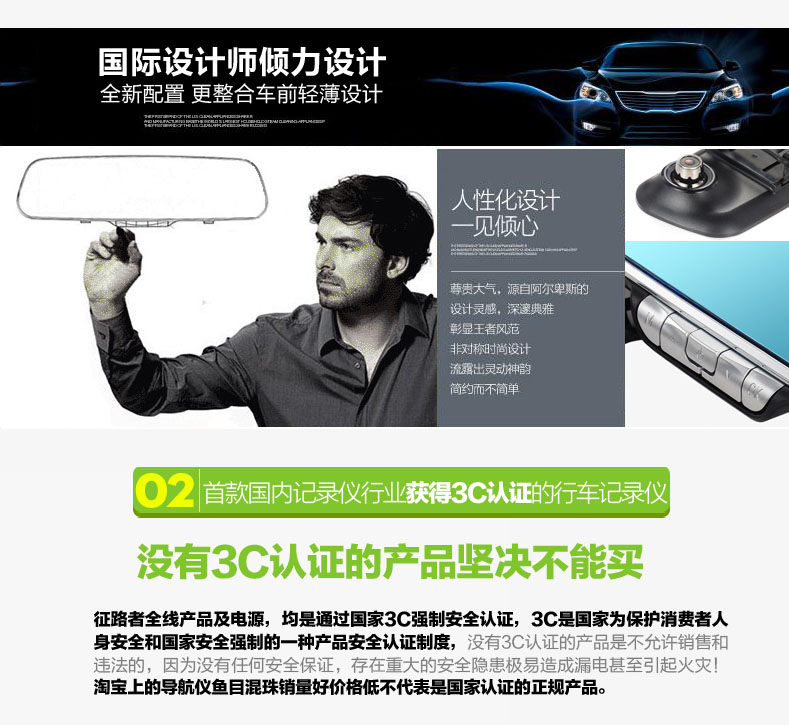 国际设计师倾力设计
全新配置 更整合车前轻薄设计
人性化设计
一见倾心
尊贵大气，源自阿尔卑斯的
设计灵感，深邃典雅
彰显王者风范
非对称时尚设计
流露出灵动神韵
简约而不简单
OK
02 首款国内记录仪行业获得3C认证的行车记录仪
没有3C认证的产品坚决不能买
征路者全线产品及电源，均是通过国家3C强制安全认证，3C是国家为保护消费者人
身安全和国家安全强制的一种产品安全认证制度，没有3C认证的产品是不允许销售和
违法的，因为没有任何安全保证，存在重大的安全隐患极易造成漏电甚至引起火灾！
淘宝上的导航仪鱼目混珠销量好价格低不代表是国家认证的正规产品。